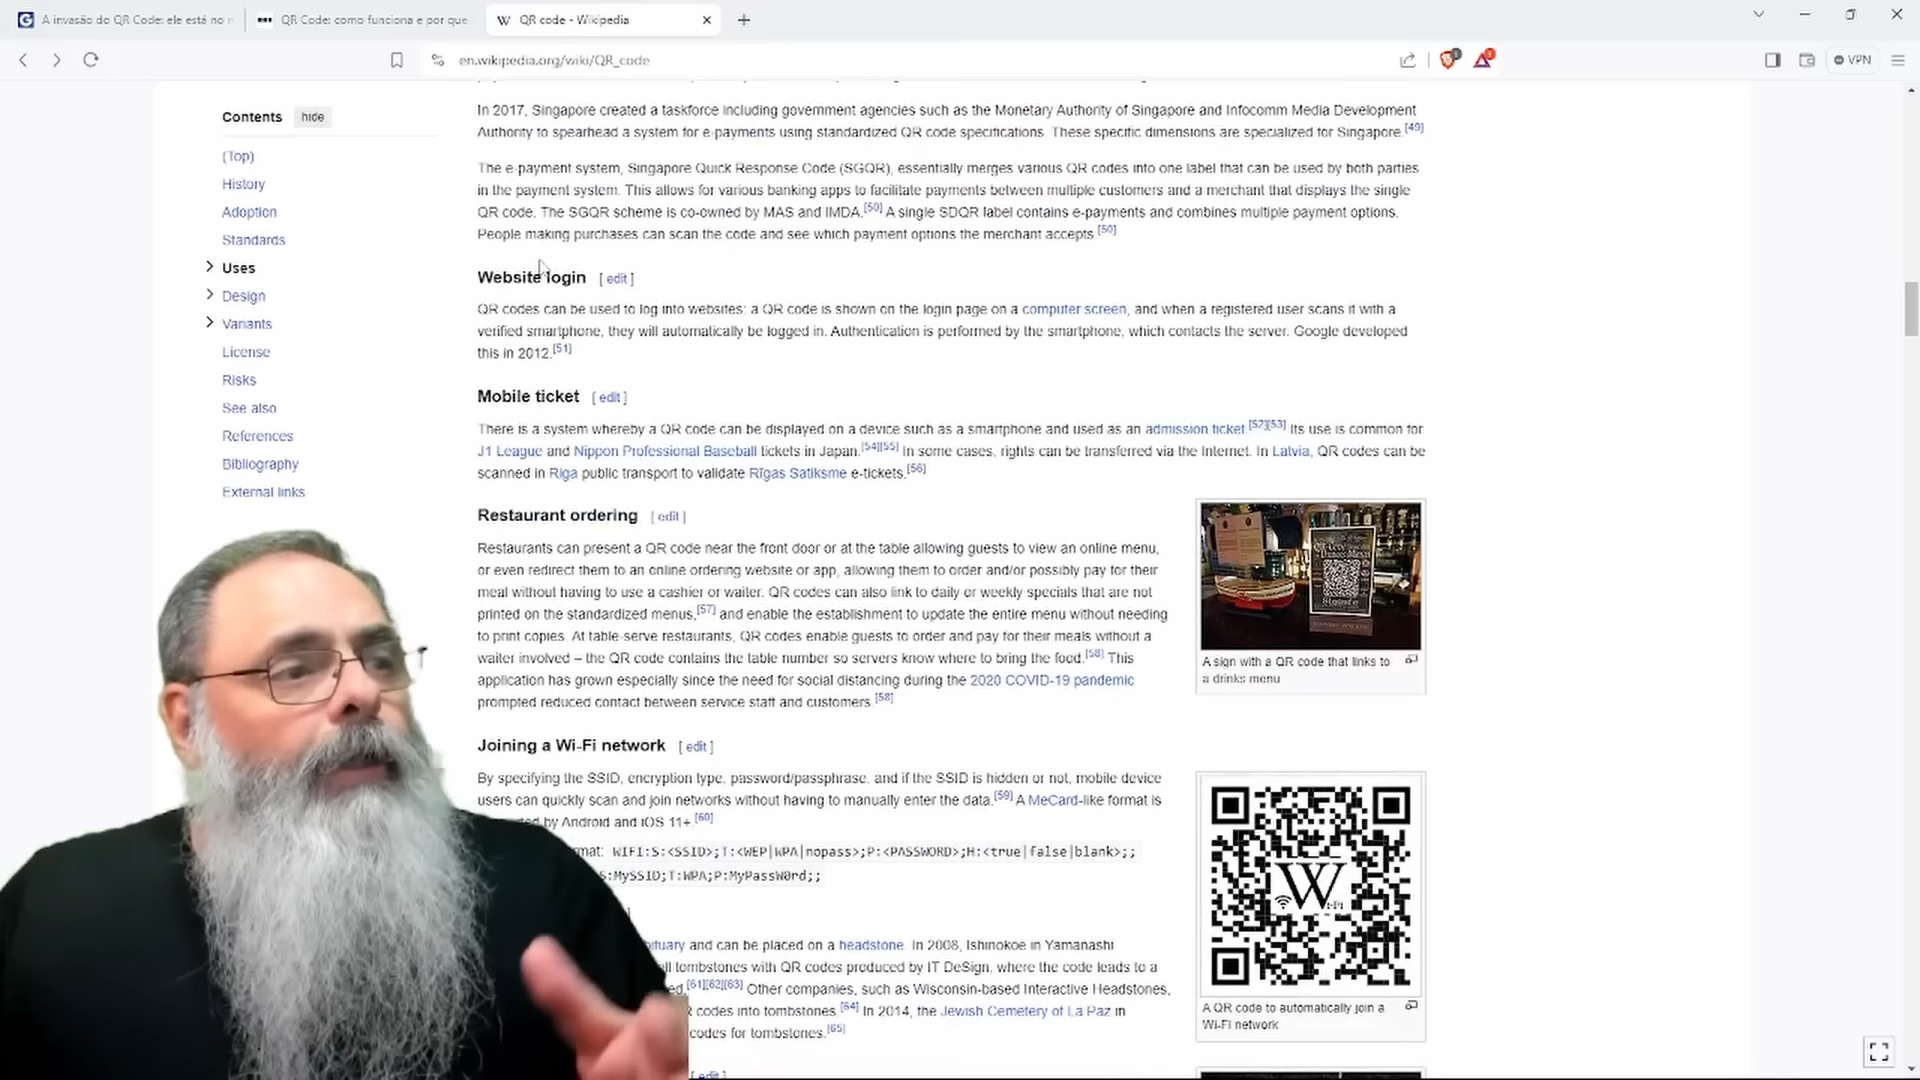 A invasão do QR Code: ele está no n
QR Code: como funciona e por que
QR code - Wikipedia
en.wikipedia.org/wiki/QR_code
VPN
Contents
hide
(Top)
History
Adoption
Standards
Uses
Design
Variants
License
Risks
See also
References
Bibliography
External links
In 2017, Singapore created a taskforce including government agencies such as the Monetary Authority of Singapore and Infocomm Media Development
Authority to spearhead a system for e-payments using standardized QR code specifications. These specific dimensions are specialized for Singapore.[49]
The e-payment system, Singapore Quick Response Code (SGQR), essentially merges various QR codes into one label that can be used by both parties
in the payment system. This allows for various banking apps to facilitate payments between multiple customers and a merchant that displays the single
QR code. The SGQR scheme is co-owned by MAS and IMDA.[50] A single SDQR label contains e-payments and combines multiple payment options.
People making purchases can scan the code and see which payment options the merchant accepts.[50]
Website login [ edit ]
QR codes can be used to log into websites: a QR code is shown on the login page on a computer screen, and when a registered user scans it with a
verified smartphone, they will automatically be logged in. Authentication is performed by the smartphone, which contacts the server. Google developed
this in 2012.[51]
Mobile ticket [ edit ]
There is a system whereby a QR code can be displayed on a device such as a smartphone and used as an admission ticket.[52][53] Its use is common for
J1 League and Nippon Professional Baseball tickets in Japan.[54][55] In some cases, rights can be transferred via the Internet. In Latvia, QR codes can be
scanned in Riga public transport to validate Rīgas Satiksme e-tickets.[56]
Restaurant ordering [ edit ]
Restaurants can present a QR code near the front door or at the table allowing guests to view an online menu,
or even redirect them to an online ordering website or app, allowing them to order and/or possibly pay for their
meal without having to use a cashier or waiter. QR codes can also link to daily or weekly specials that are not
printed on the standardized menus,[57] and enable the establishment to update the entire menu without needing
to print copies. At table-serve restaurants, QR codes enable guests to order and pay for their meals without a
waiter involved – the QR code contains the table number so servers know where to bring the food.[58] This
application has grown especially since the need for social distancing during the 2020 COVID-19 pandemic
prompted reduced contact between service staff and customers.[58]
A sign with a QR code that links to
a drinks menu
Joining a Wi-Fi network [ edit ]
By specifying the SSID, encryption type, password/passphrase, and if the SSID is hidden or not, mobile device
users can quickly scan and join networks without having to manually enter the data.[59] A MeCard-like format is
by Android and iOS 11+.[60]
rmat: WIFI:S:<SSID>;T:<WEP|WPA|nopass>;P:<PASSWORD>;H:<true|false|blank>;;
S:MySSID;T:WPA;P:MyPassW0rd;;
W
A QR code to automatically join a
Wi-Fi network
bituary and can be placed on a headstone. In 2008, Ishinokoe in Yamanashi
ll tombstones with QR codes produced by IT DeSign, where the code leads to a
ed.[61][62][63] Other companies, such as Wisconsin-based Interactive Headstones,
R codes into tombstones.[64] In 2014, the Jewish Cemetery of La Paz in
codes for tombstones.[65]
[ edit ]